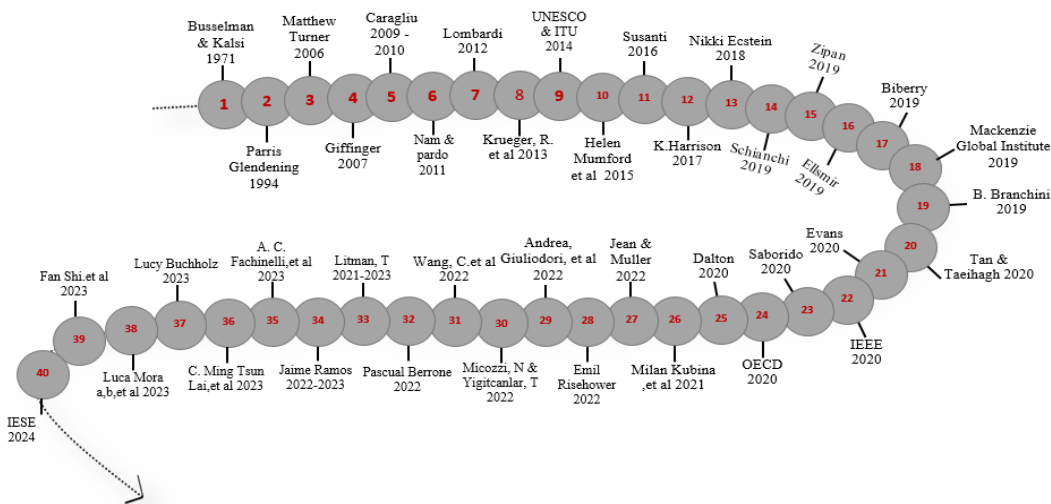 Busselman
& Kalsi
1971
1
2
Parris
Glendening
1994
Matthew
Turner
2006
3
4
Giffinger
2007
Caragliu
2009 -
2010
5
6
Nam &
pardo
2011
Lombardi
2012
7
8
Krueger, R.
et al 2013
UNESCO
& ITU
2014
9
10
Helen
Mumford
et al 2015
Susanti
2016
11
12
K.Harrison
2017
Nikki Ecstein
2018
13
14
Schianchi
2019
Zipan
2019
15
16
Ellsmir
2019
Biberry
2019
17
18
Mackenzie
Global Institute
2019
19
B. Branchini
2019
20
Tan &
Taeihagh 2020
Evans
2020
21
22
IEEE
2020
Saborido
2020
23
24
OECD
2020
Dalton
2020
25
26
Milan Kubina
,et al 2021
Jean &
Muller
2022
27
28
Emil
Risehower
2022
Andrea,
Giuliodori, et al
2022
29
30
Micozzi, N &
Yigitcanlar, T
2022
Wang, C.et al
2022
31
32
Pascual Berrone
2022
Litman, T
2021-2023
33
34
Jaime Ramos
2022-2023
A. C.
Fachinelli,et al
2023
35
36
C. Ming Tsun
Lai,et al 2023
Lucy Buchholz
2023
37
38
Luca Mora
a,b,et al 2023
Fan Shi.et al
2023
39
40
IESE
2024